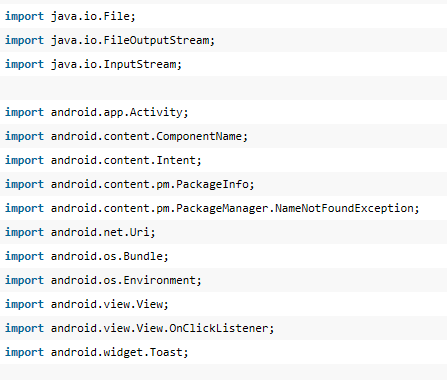 import java.io.File;
import java.io.FileOutputStream;
import java.io.InputStream;
import android.app.Activity;
import android.content.ComponentName;
import android.content.Intent;
import android.content.pm.PackageInfo;
import android.content.pm.PackageManager.NameNotFoundException;
import android.net.Uri;
import android.os.Bundle;
import android.os.Environment;
import android.view.View;
import android.view.View.OnClickListener;
import android.widget.Toast;